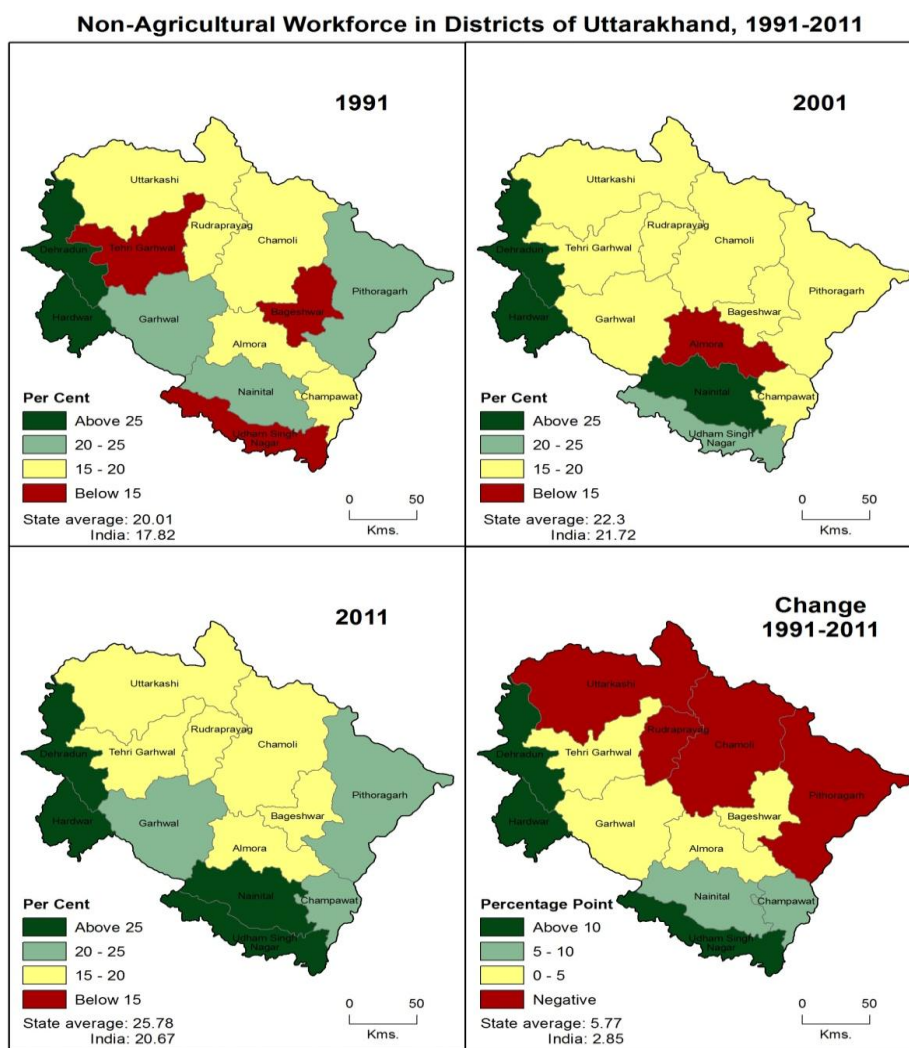 Non-Agricultural Workforce in Districts of Uttarakhand, 1991-2011
1991
Uttarkashi
Dehradun
Tehri Garhwal
Rudraprayag
Chamoli
Hardwar
Garhwal
Bageshwar
Pithoragarh
Almora
Nainital
Champawat
Udham Singh
Nagar
Per Cent
Above 25
20 - 25
15 - 20
Below 15
State average: 20.01
India: 17.82
0 50
Kms.
2001
Uttarkashi
Dehradun
Tehri Garhwal
Rudraprayag
Chamoli
Hardwar
Garhwal
Bageshwar
Pithoragarh
Almora
Nainital
Champawat
Udham Singh
Nagar
Per Cent
Above 25
20 - 25
15 - 20
Below 15
State average: 22.3
India: 21.72
0 50
Kms.
2011
Uttarkashi
Dehradun
Tehri Garhwal
Rudraprayag
Chamoli
Hardwar
Garhwal
Bageshwar
Pithoragarh
Almora
Nainital
Champawat
Udham Singh
Nagar
Per Cent
Above 25
20 - 25
15 - 20
Below 15
State average: 25.78
India: 20.67
0 50
Kms.
Change
1991-2011
Uttarkashi
Dehradun
Tehri Garhwal
Rudraprayag
Chamoli
Hardwar
Garhwal
Bageshwar
Pithoragarh
Almora
Nainital
Champawat
Udham Singh
Nagar
Percentage Point
Above 10
5 - 10
0 - 5
Negative
State average: 5.77
India: 2.85
0 50
Kms.